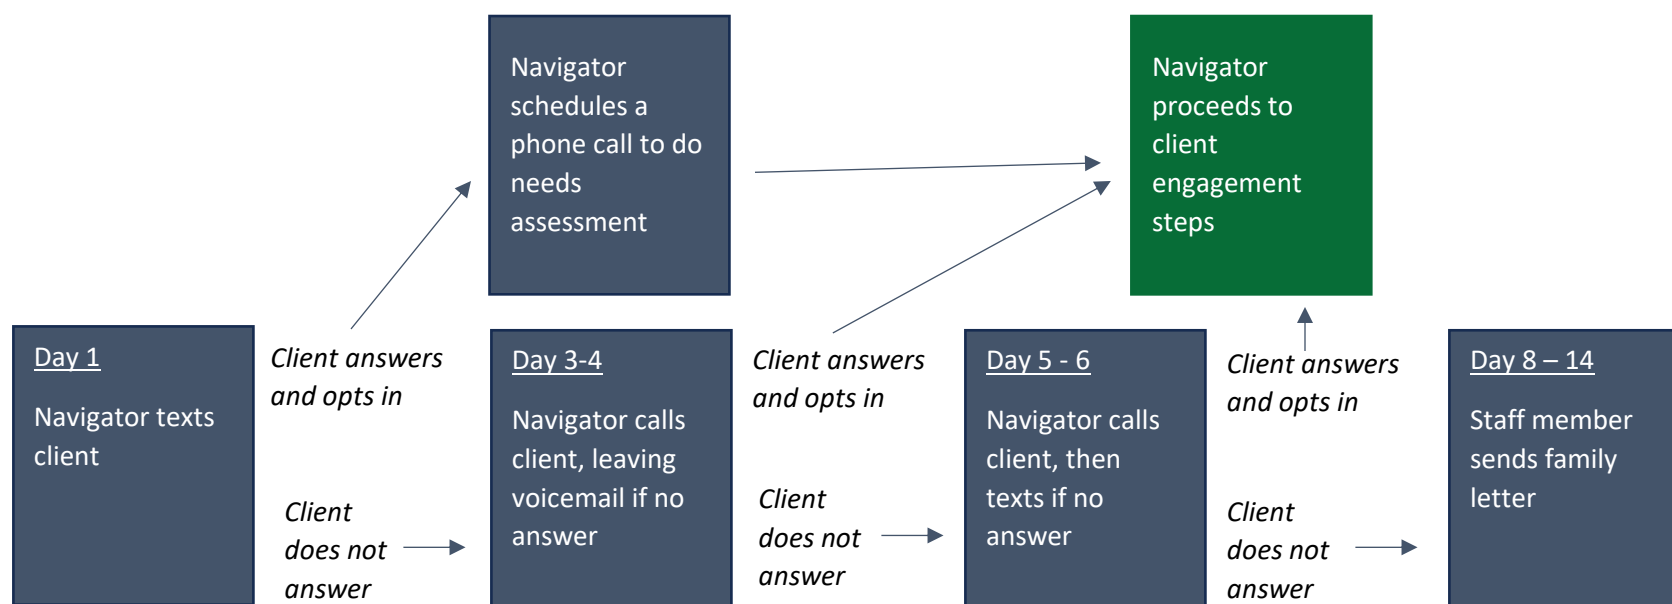 Navigator
schedules a
phone call to do
needs
assessment
Navigator
proceeds to
client
engagement
steps
Day 1
Navigator texts
client
Client answers
and opts in
Client
does not
answer
Day 3-4
Navigator calls
client, leaving
voicemail if no
answer
Client answers
and opts in
Client
does not
answer
Day 5 - 6
Navigator calls
client, then
texts if no
answer
Client answers
and opts in
Client
does not
answer
Day 8 – 14
Staff member
sends family
letter